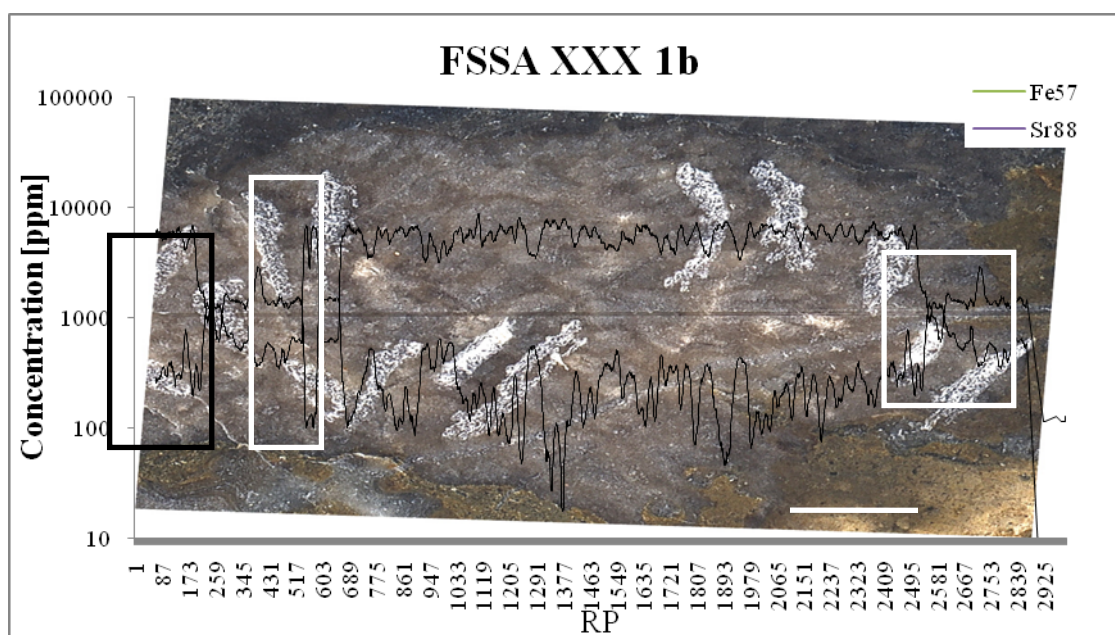 FSSA XXX 1b
Fe57
Sr88
Concentration [ppm]
100000
10000
1000
100
10
1 87 173 259 345 431 517 603 689 775 861 947 1033 1119 1205 1291 1377 1463 1549 1635 1721 1807 1893 1979 2065 2151 2237 2323 2409 2495 2581 2667 2753 2839 2925
RP